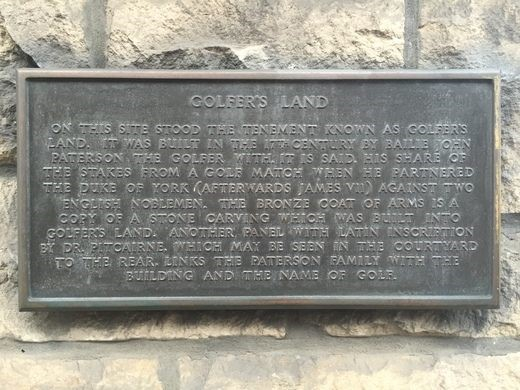 GOLFER'S LAND
ON THIS SITE STOOD THE TENEMENT KNOWN AS GOLFER'S
LAND. IT WAS BUILT IN THE 17TH CENTURY BY BAILIE JOHN
PATERSON, THE GOLFER WITH, IT IS SAID, HIS SHARE OF
THE STAKES FROM A GOLF MATCH WHEN HE PARTNERED
THE DUKE OF YORK (AFTERWARDS JAMES VII) AGAINST TWO
ENGLISH NOBLEMEN. THE BRONZE COAT OF ARMS IS A
COPY OF A STONE CARVING WHICH WAS BUILT INTO
GOLFER'S LAND. ANOTHER PANEL WITH LATIN INSCRIPTION
BY DR. PITCAIRNE, WHICH MAY BE SEEN IN THE COURTYARD
TO THE REAR, LINKS THE PATERSON FAMILY WITH THE
BUILDING AND THE NAME OF GOLF.